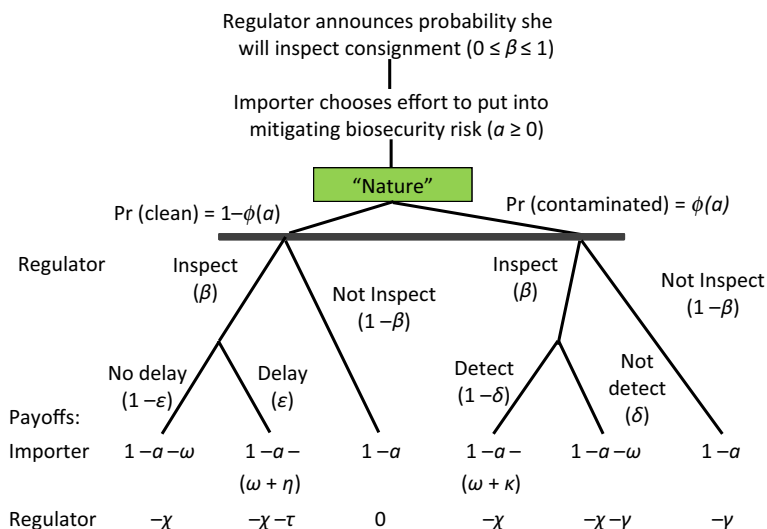 Regulator announces probability she
will inspect consignment (0 ≤ β ≤ 1)
Importer chooses effort to put into
mitigating biosecurity risk (a ≥ 0)
“Nature”
Pr (clean) = 1–ϕ(a)
Pr (contaminated) = ϕ(a)
Regulator
Inspect
(β)
Not Inspect
(1 –β)
Inspect
(β)
Not Inspect
(1 –β)
No delay
(1 –ε)
Delay
(ε)
Detect
(1 –δ)
Not
detect
(δ)
Payoffs:
Importer 1 –a –ω 1 –a – 1 –a 1 –a – 1 –a –ω 1 –a
(ω + η) (ω + κ)
Regulator –χ –χ –τ 0 –χ –χ –γ –γ